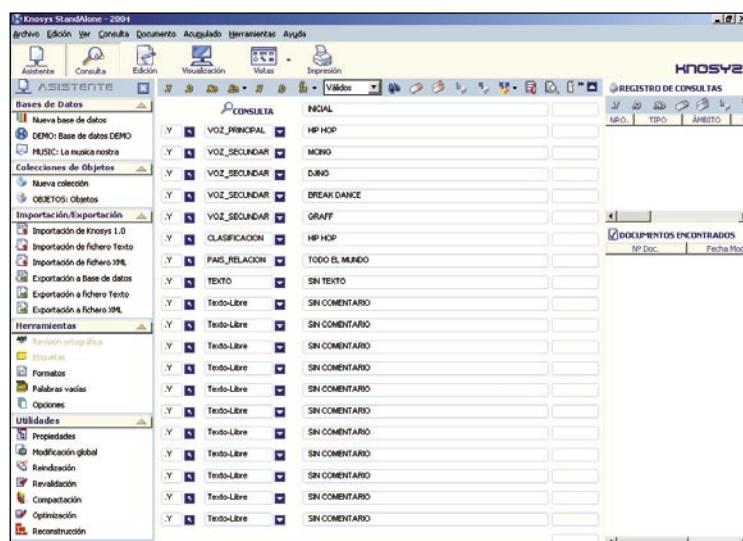 Knosys StandAlone - 2004
Archivo Edición Ver Consulta Documento Acumulado Herramientas Ayuda
Asistente Consulta Edición Visualización Vistas Impresión
KNOSYS
ASISTENTE
Válidos
REGISTRO DE CONSULTAS
Bases de Datos
Nueva base de datos
DEMO: Base de datos DEMO
MUSIC: La musica nostra
Colecciones de Objetos
Nueva colección
OBJETOS: Objetos
Importación/Exportación
Importación de Knosys 1.0
Importación de fichero Texto
Importación de fichero XML
Exportación a Base de datos
Exportación a fichero Texto
Exportación a fichero XML
Herramientas
Revisión ortográfica
Etiquetas
Formatos
Palabras vacías
Opciones
Utilidades
Propiedades
Modificación global
Reindización
Revalidación
Compactación
Optimización
Reconstrucción
CONSULTA INICIAL
.Y VOZ_PRINCIPAL HIP HOP
.Y VOZ_SECUNDAR MCING
.Y VOZ_SECUNDAR DJING
.Y VOZ_SECUNDAR BREAK DANCE
.Y VOZ_SECUNDAR GRAFF
.Y CLASIFICACION HIP HOP
.Y PAIS_RELACION TODO EL MUNDO
.Y TEXTO SIN TEXTO
.Y Texto-Libre SIN COMENTARIO
.Y Texto-Libre SIN COMENTARIO
.Y Texto-Libre SIN COMENTARIO
.Y Texto-Libre SIN COMENTARIO
.Y Texto-Libre SIN COMENTARIO
.Y Texto-Libre SIN COMENTARIO
.Y Texto-Libre SIN COMENTARIO
.Y Texto-Libre SIN COMENTARIO
.Y Texto-Libre SIN COMENTARIO
.Y Texto-Libre SIN COMENTARIO
.Y Texto-Libre SIN COMENTARIO
NRO. TIPO ÁMBITO
DOCUMENTOS ENCONTRADOS
Nº Doc. Fecha Mod